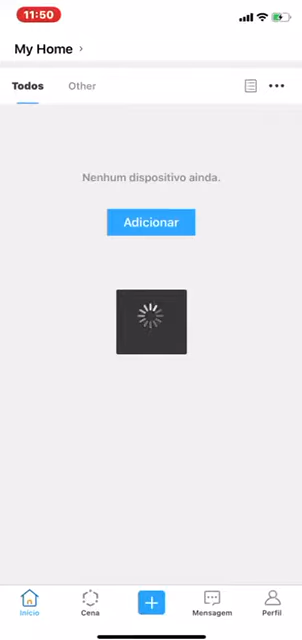 11:50
My Home
Todos Other
Nenhum dispositivo ainda.
Adicionar
Início Cena Mensagem Perfil